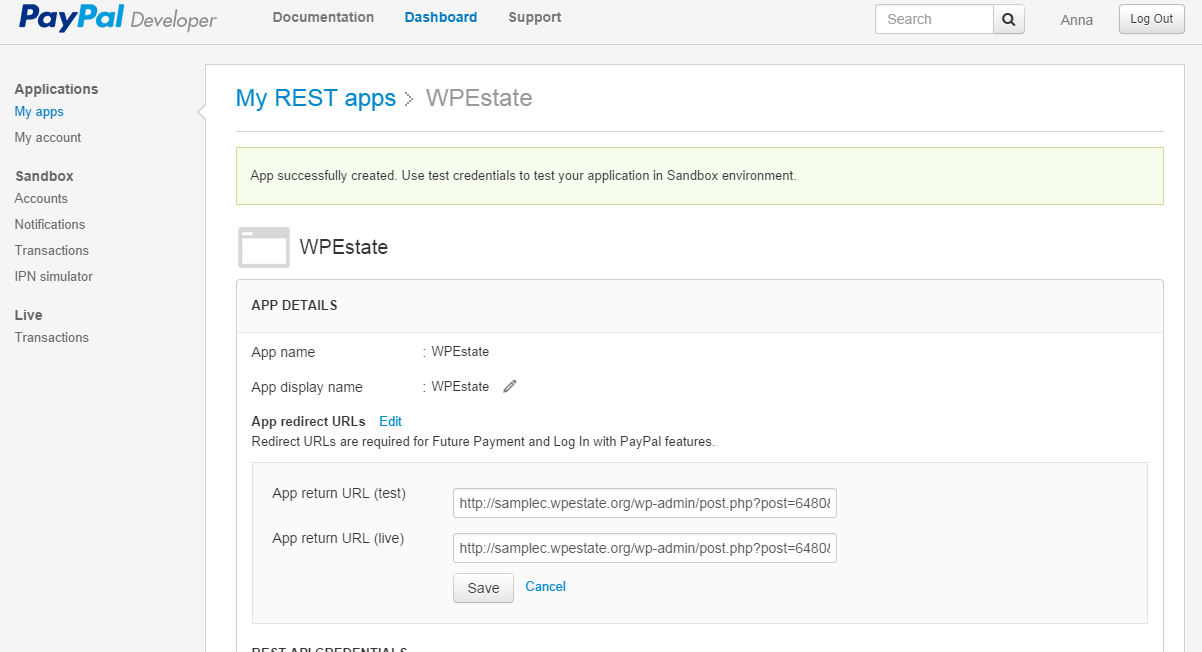 PayPal Developer Documentation Dashboard Support Search Anna Log Out
Applications
My apps
My account
Sandbox
Accounts
Notifications
Transactions
IPN simulator
Live
Transactions
My REST apps > WPEstate
App successfully created. Use test credentials to test your application in Sandbox environment.
WPEstate
APP DETAILS
App name : WPEstate
App display name : WPEstate
App redirect URLs Edit
Redirect URLs are required for Future Payment and Log In with PayPal features.
App return URL (test) http://samplec.wpestate.org/wp-admin/post.php?post=6480&
App return URL (live) http://samplec.wpestate.org/wp-admin/post.php?post=6480&
Save Cancel
REST API CREDENTIALS